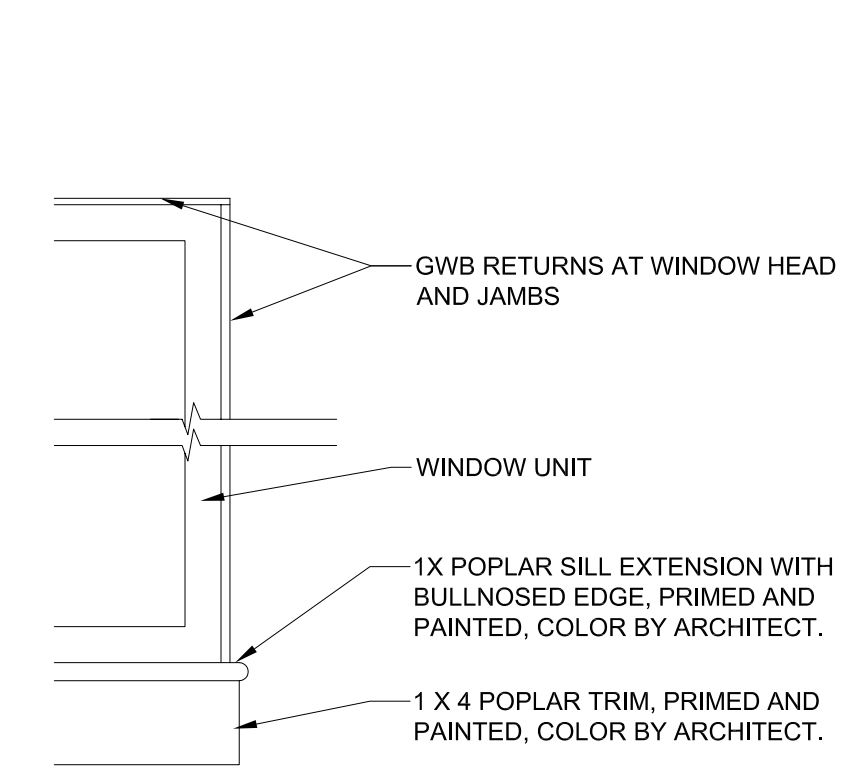 GWB RETURNS AT WINDOW HEAD
AND JAMBS
WINDOW UNIT
1X POPLAR SILL EXTENSION WITH
BULLNOSED EDGE, PRIMED AND
PAINTED, COLOR BY ARCHITECT.
1 X 4 POPLAR TRIM, PRIMED AND
PAINTED, COLOR BY ARCHITECT.